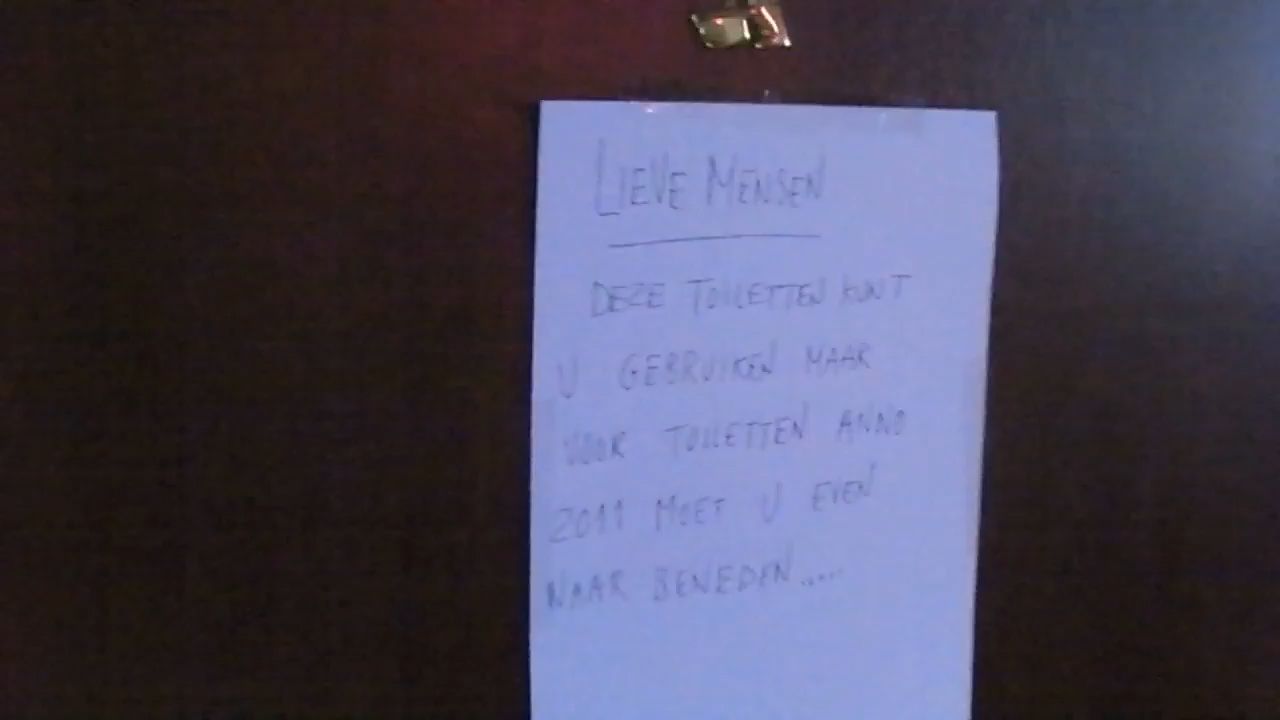 LIEVE MENSEN
DEZE TOILETTEN KUNT
U GEBRUIKEN MAAR
VOOR TOILETTEN ANNO
2011 MOET U EVEN
NAAR BENEDEN.....